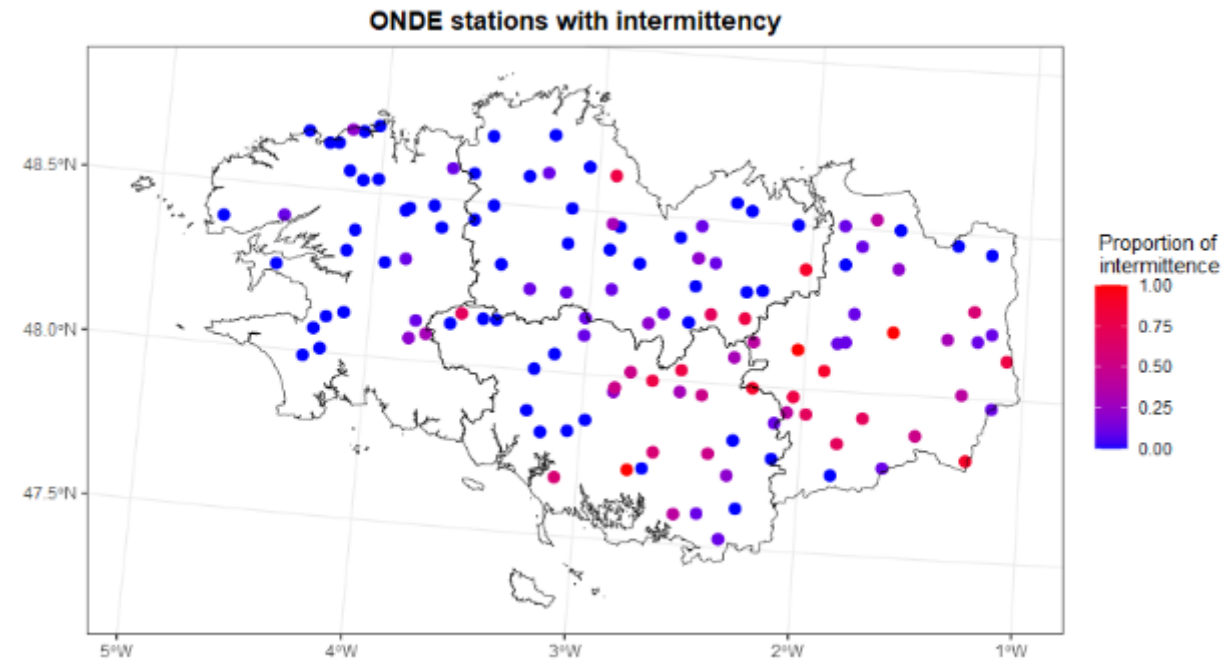 ONDE stations with intermittency
48.5°N
48.0°N
47.5°N
5°W
4°W
3°W
2°W
1°W
Proportion of
intermittence
1.00
0.75
0.50
0.25
0.00